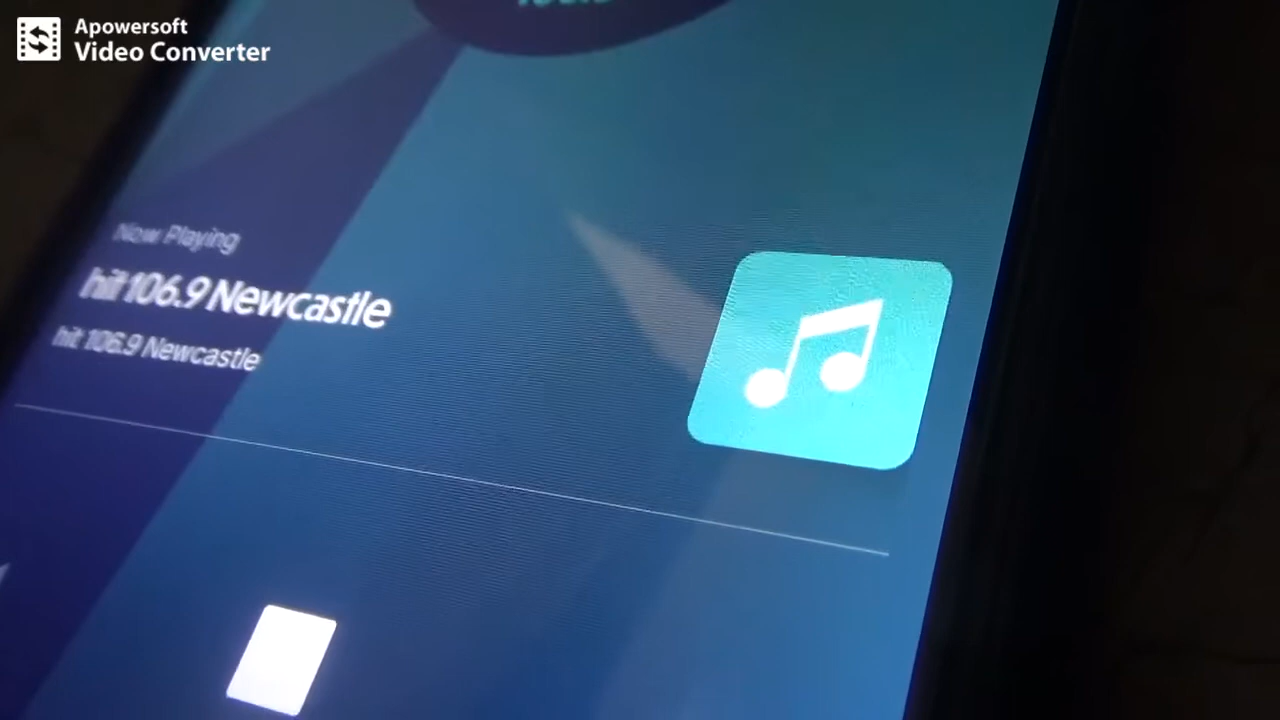 Apowersoft
Video Converter
Now Playing
hit 106.9 Newcastle
hit 106.9 Newcastle